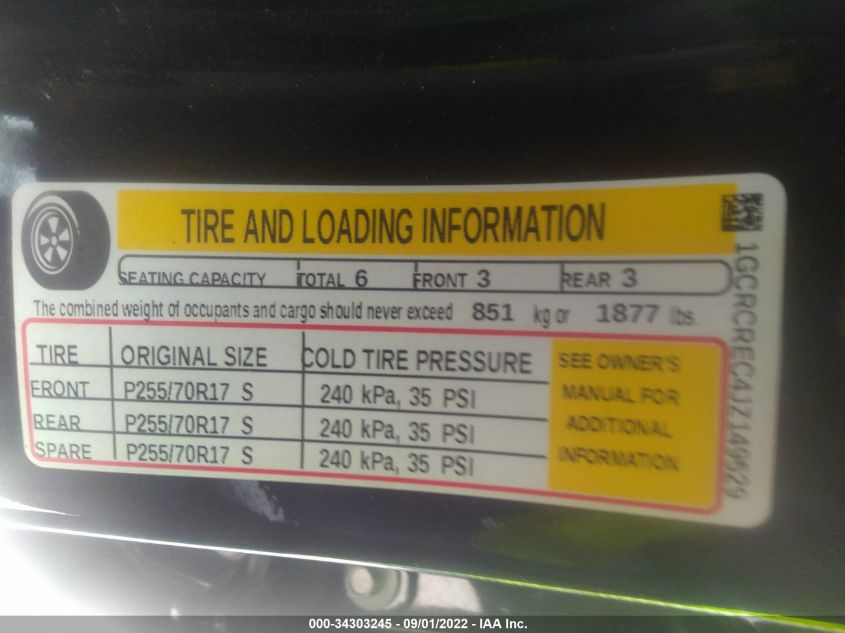 TIRE AND LOADING INFORMATION
SEATING CAPACITY TOTAL 6 FRONT 3 REAR 3
The combined weight of occupants and cargo should never exceed 851 kg or 1877 lbs
TIRE ORIGINAL SIZE COLD TIRE PRESSURE
FRONT P255/70R17 S 240 kPa, 35 PSI
REAR P255/70R17 S 240 kPa, 35 PSI
SPARE P255/70R17 S 240 kPa, 35 PSI
SEE OWNER'S
MANUAL FOR
ADDITIONAL
INFORMATION
1GCRCREC4JZ149529
000-34303245 - 09/01/2022 - IAA Inc.